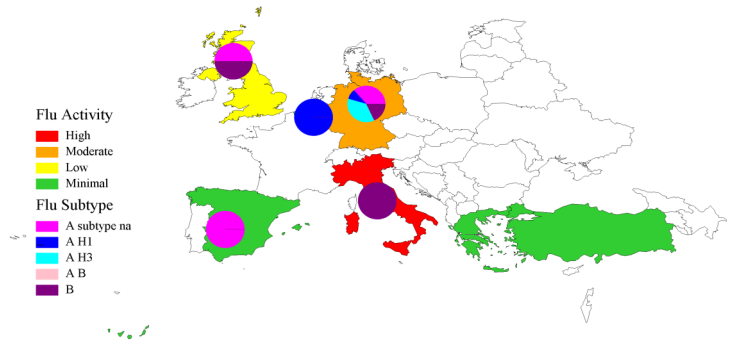 Flu Activity
High
Moderate
Low
Minimal
Flu Subtype
A subtype na
A H1
A H3
A B
B